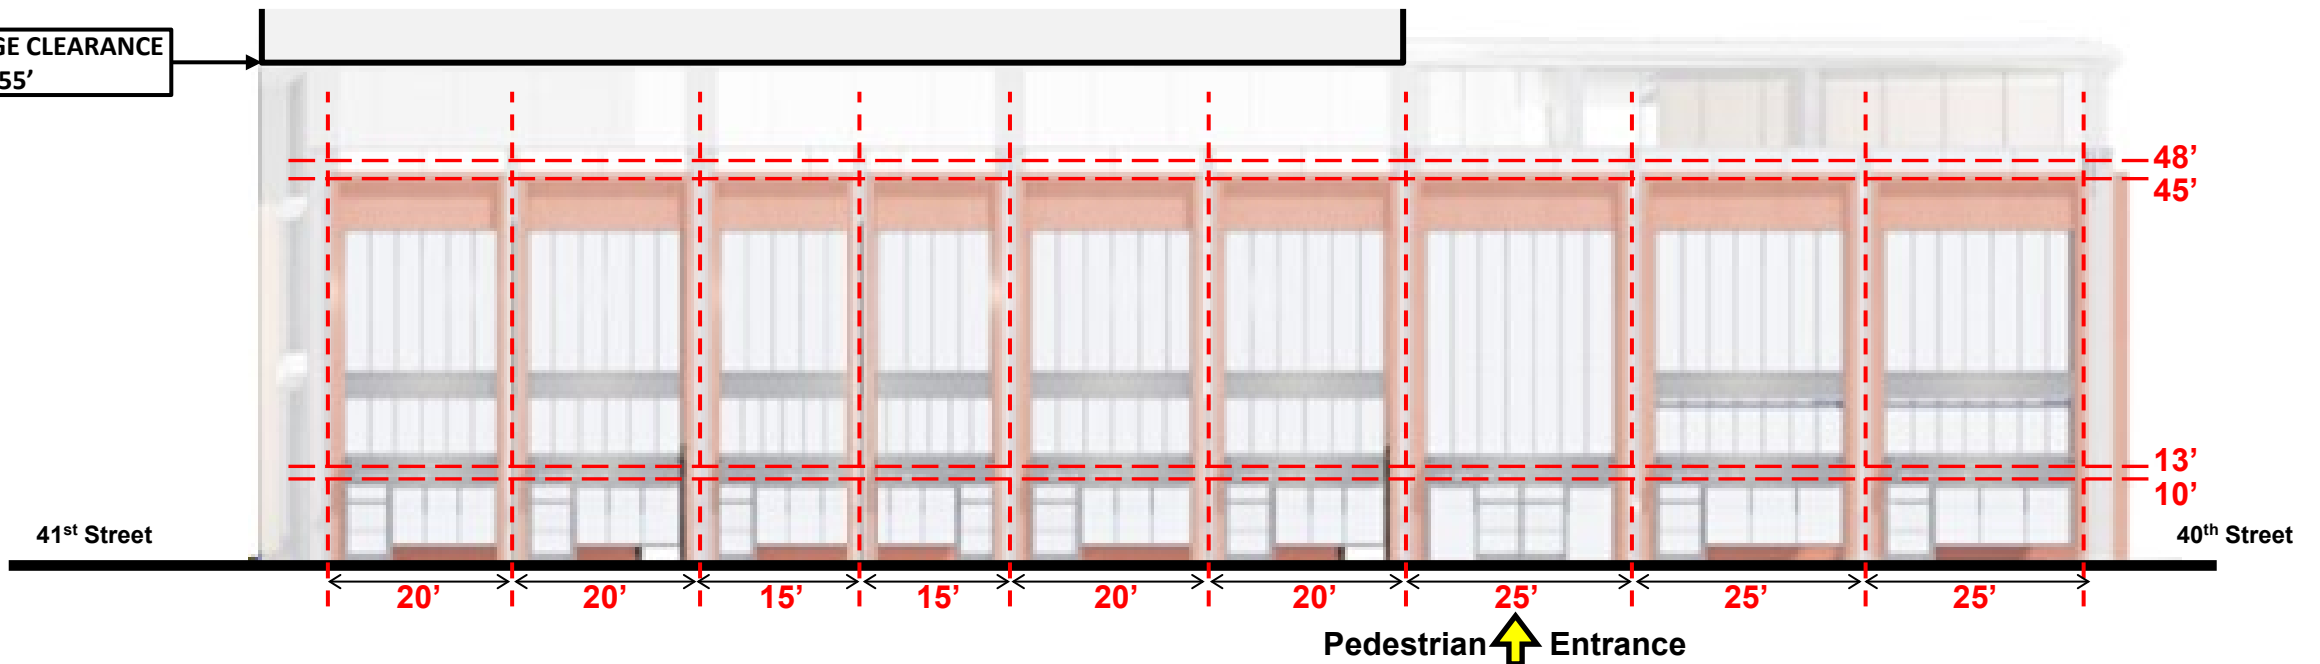 CLEARANCE
55’
48’
45’
13’
10’
41st Street
40th Street
20’ 20’ 15’ 15’ 20’ 20’ 25’ 25’ 25’
Pedestrian Entrance